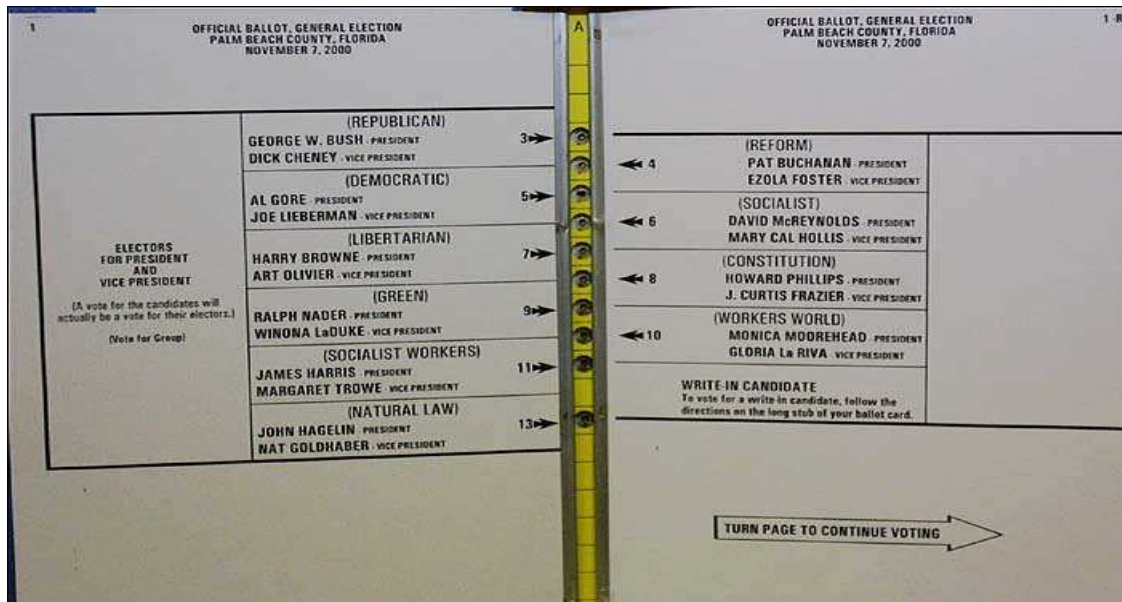 1
OFFICIAL BALLOT, GENERAL ELECTION
PALM BEACH COUNTY, FLORIDA
NOVEMBER 7, 2000
ELECTORS
FOR PRESIDENT
AND
VICE PRESIDENT
(A vote for the candidates will
actually be a vote for their electors.)
(Vote for Group)
(REPUBLICAN)
GEORGE W. BUSH - PRESIDENT
DICK CHENEY - VICE PRESIDENT
3
(DEMOCRATIC)
AL GORE - PRESIDENT
JOE LIEBERMAN - VICE PRESIDENT
5
(LIBERTARIAN)
HARRY BROWNE - PRESIDENT
ART OLIVIER - VICE PRESIDENT
7
(GREEN)
RALPH NADER - PRESIDENT
WINONA LaDUKE - VICE PRESIDENT
9
(SOCIALIST WORKERS)
JAMES HARRIS - PRESIDENT
MARGARET TROWE - VICE PRESIDENT
11
(NATURAL LAW)
JOHN HAGELIN - PRESIDENT
NAT GOLDHABER - VICE PRESIDENT
13
A
OFFICIAL BALLOT, GENERAL ELECTION
PALM BEACH COUNTY, FLORIDA
NOVEMBER 7, 2000
1-R
4
(REFORM)
PAT BUCHANAN - PRESIDENT
EZOLA FOSTER - VICE PRESIDENT
6
(SOCIALIST)
DAVID McREYNOLDS - PRESIDENT
MARY CAL HOLLIS - VICE PRESIDENT
8
(CONSTITUTION)
HOWARD PHILLIPS - PRESIDENT
J. CURTIS FRAZIER - VICE PRESIDENT
10
(WORKERS WORLD)
MONICA MOOREHEAD - PRESIDENT
GLORIA La RIVA - VICE PRESIDENT
WRITE-IN CANDIDATE
To vote for a write-in candidate, follow the
directions on the long stub of your ballot card.
TURN PAGE TO CONTINUE VOTING